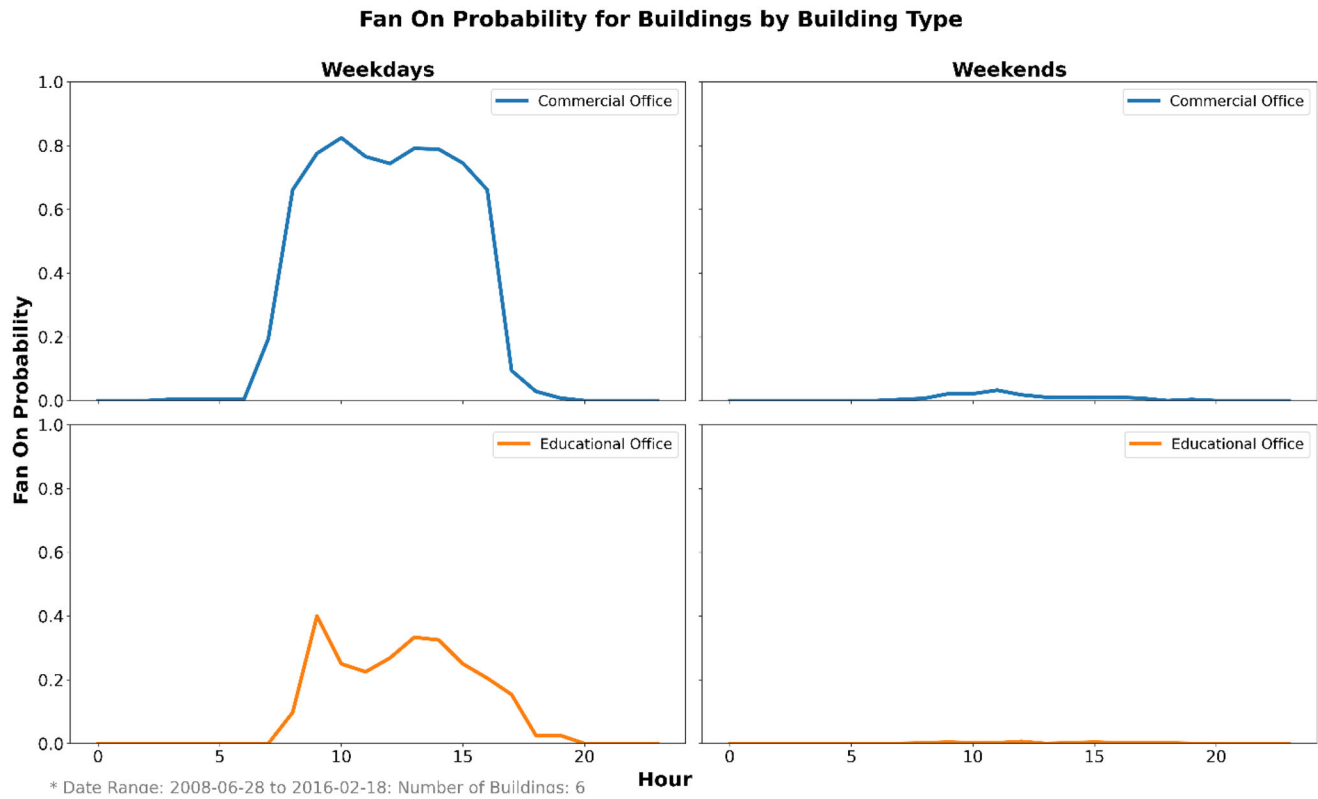 Fan On Probability for Buildings by Building Type
Weekdays
Weekends
1.0
0.8
0.6
0.4
0.2
0.0
Commercial Office
Commercial Office
1.0
0.8
0.6
0.4
0.2
0.0
Educational Office
Educational Office
Fan On Probability
0 5 10 15 20
0 5 10 15 20
Hour
* Date Range: 2008-06-28 to 2016-02-18; Number of Buildings: 6